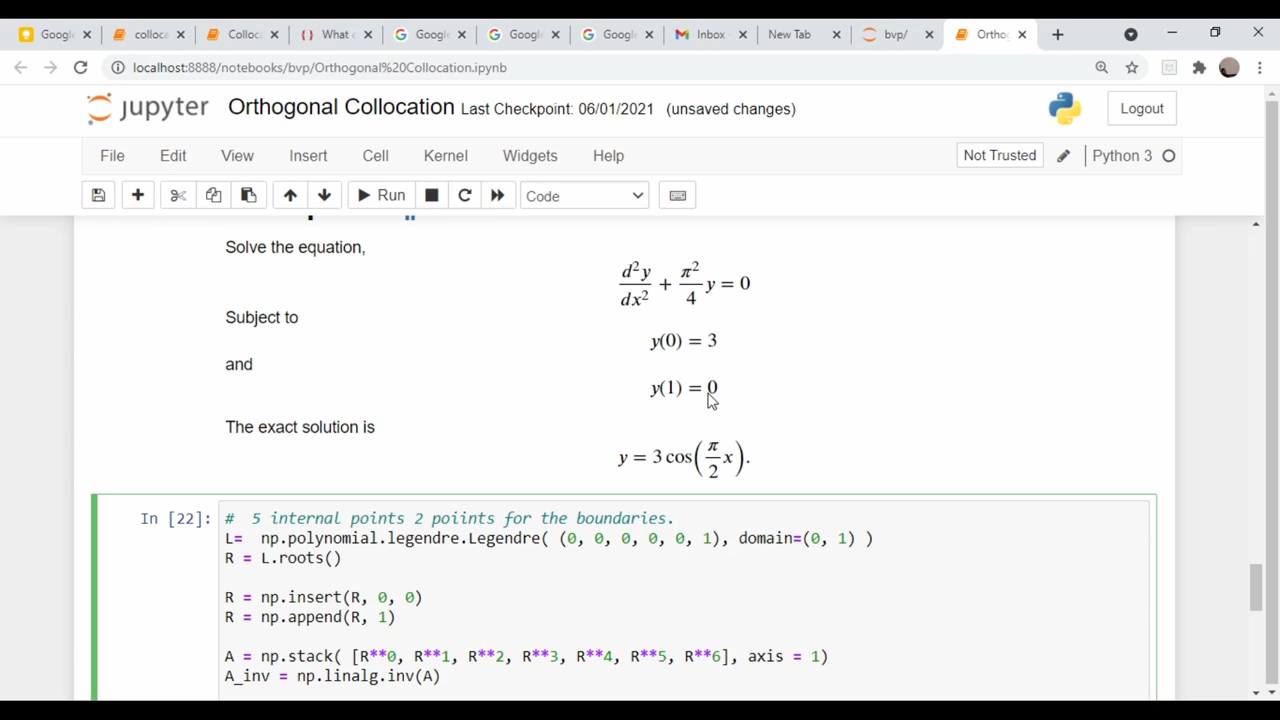 Google colloca Colloc What c Google Google Google Inbox - New Tab bvp/ Orthog
localhost:8888/notebooks/bvp/Orthogonal%20Collocation.ipynb
jupyter Orthogonal Collocation Last Checkpoint: 06/01/2021 (unsaved changes) Logout
File Edit View Insert Cell Kernel Widgets Help Not Trusted Python 3
Run Code
Solve the equation,
d²y/dx² + π²/4 y = 0
Subject to
y(0) = 3
and
y(1) = 0
The exact solution is
y = 3 cos(π/2 x).
In [22]: # 5 internal points 2 poiints for the boundaries.
L= np.polynomial.legendre.Legendre( (0, 0, 0, 0, 0, 1), domain=(0, 1) )
R = L.roots()
R = np.insert(R, 0, 0)
R = np.append(R, 1)
A = np.stack( [R**0, R**1, R**2, R**3, R**4, R**5, R**6], axis = 1)
A_inv = np.linalg.inv(A)